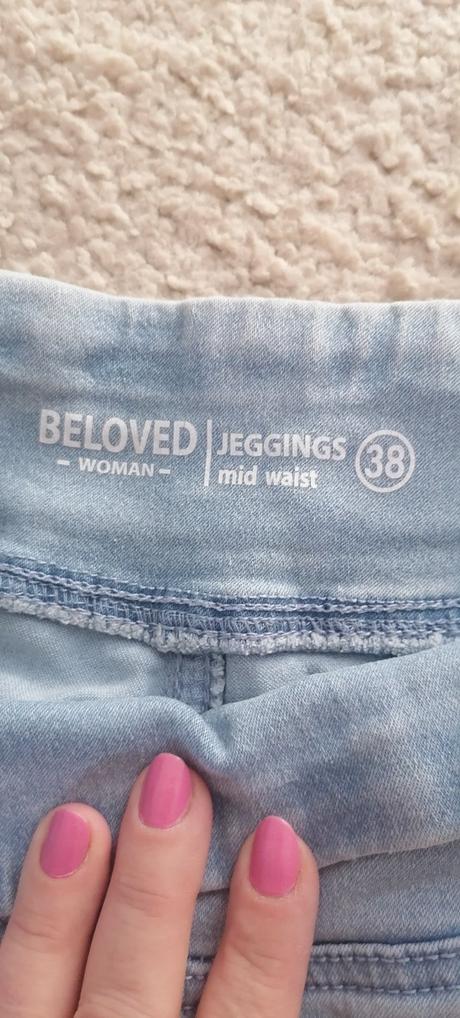 BELOVED
- WOMAN -
JEGGINGS
mid waist
38